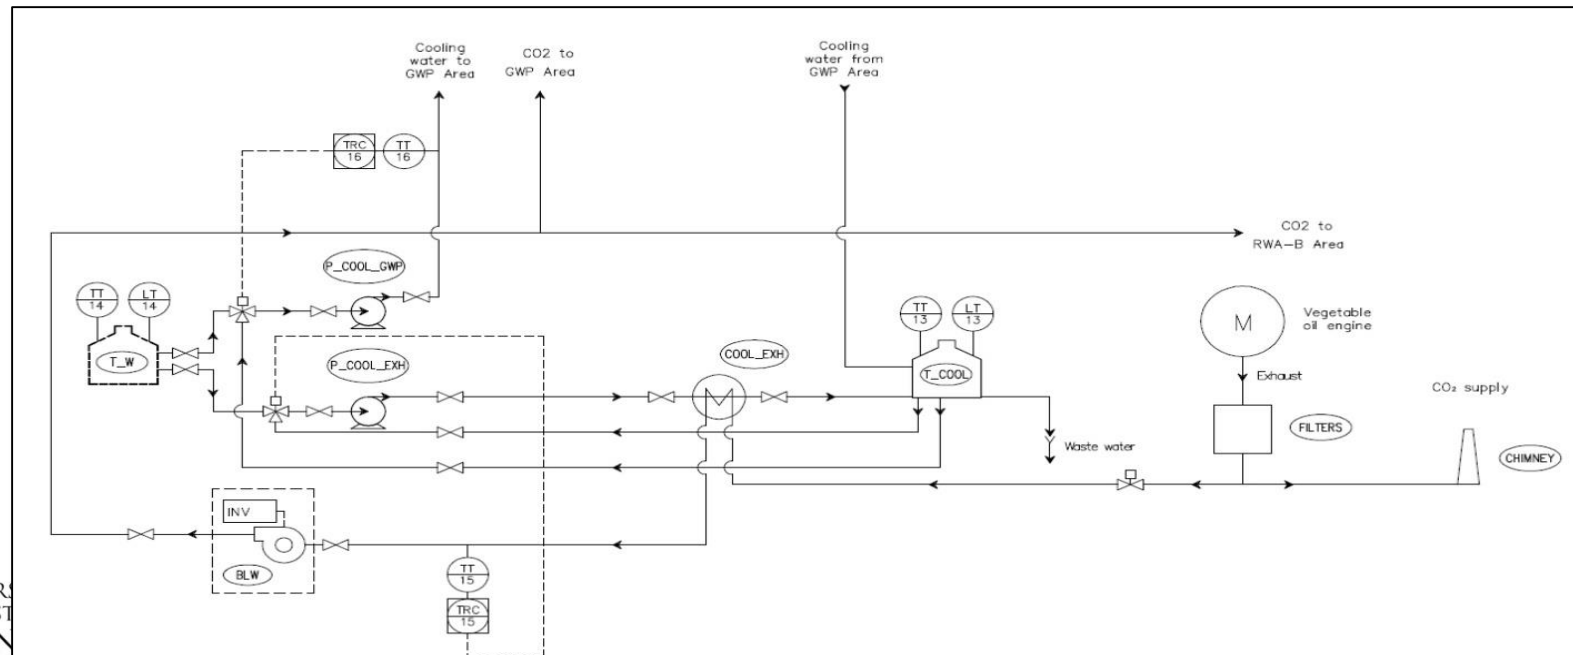 Cooling
water to
GWP Area
CO2 to
GWP Area
Cooling
water from
GWP Area
TRC
16
TT
16
CO2 to
RWA-B Area
P_COOL_GWP
TT
14
LT
14
T_W
P_COOL_EXH
COOL_EXH
TT
13
LT
13
T_COOL
M
Vegetable
oil engine
Exhaust
CO₂ supply
FILTERS
CHIMNEY
Waste water
INV
BLW
TT
15
TRC
15